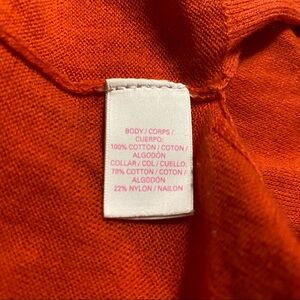 BODY / CORPS /
CUERPO:
100% COTTON / COTON /
ALGODÓN
COLLAR / COL / CUELLO:
78% COTTON / COTON /
ALGODÓN
22% NYLON / NAILON